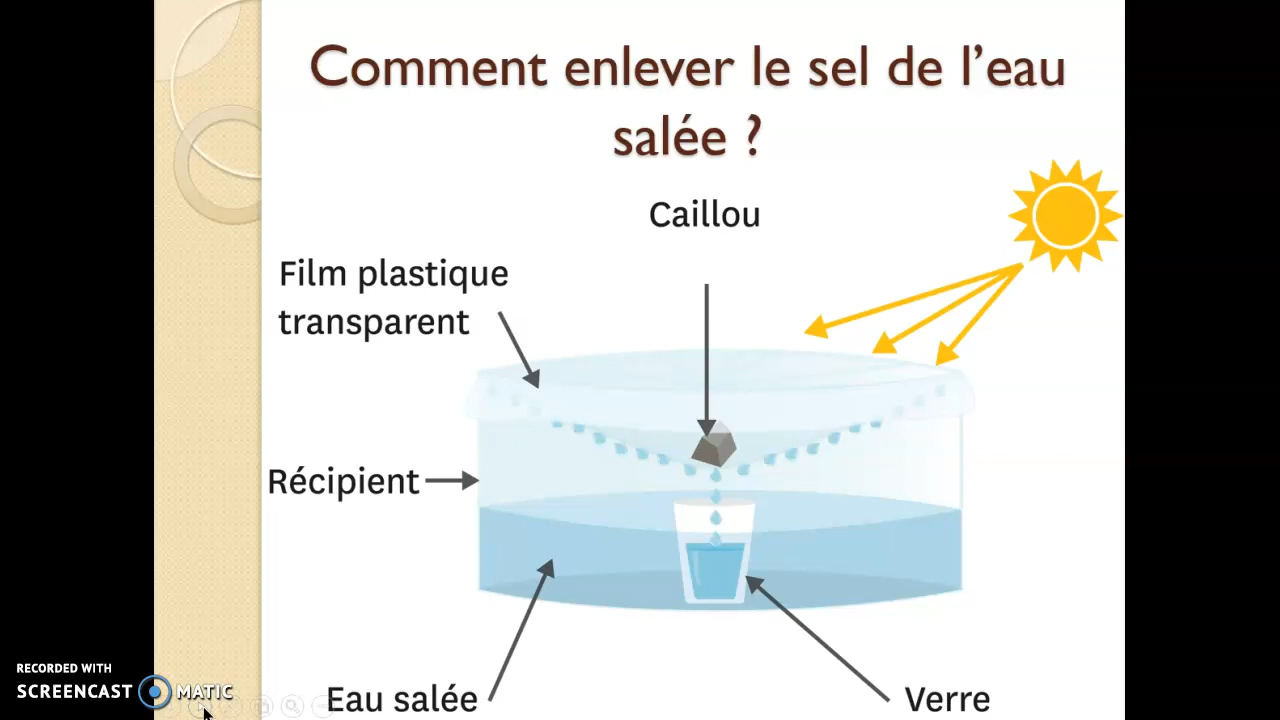 Comment enlever le sel de l’eau
salée ?
Caillou
Film plastique
transparent
Récipient
Eau salée
Verre
RECORDED WITH
SCREENCAST MATIC